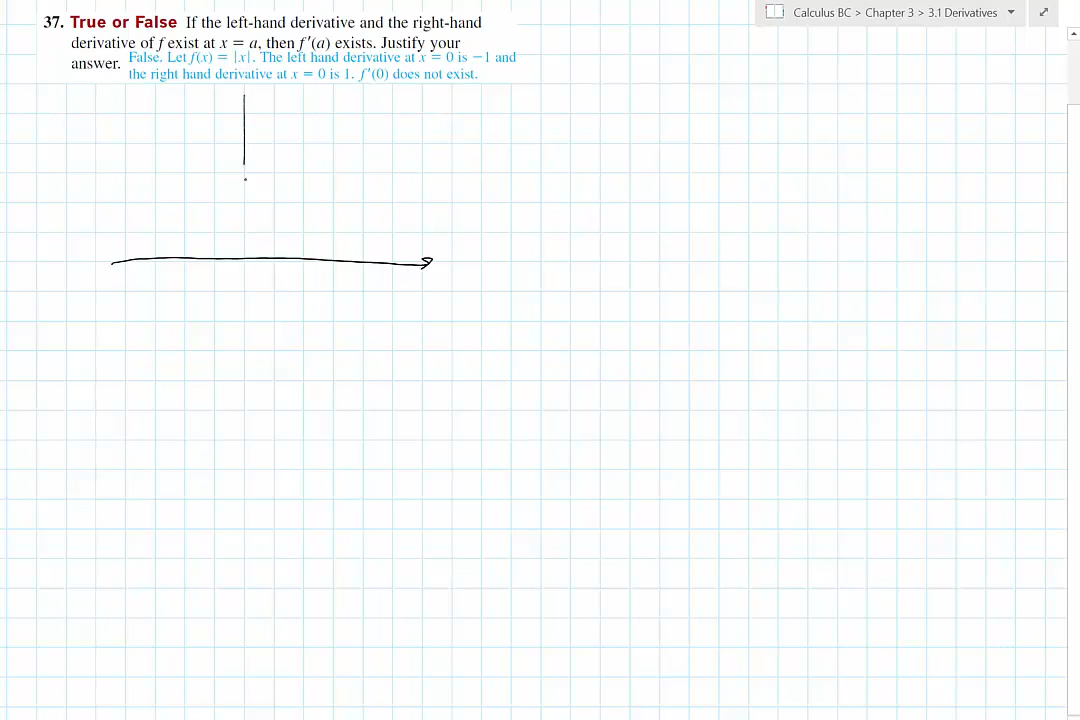 Calculus BC > Chapter 3 > 3.1 Derivatives
37. True or False If the left-hand derivative and the right-hand
derivative of f exist at x = a, then f′(a) exists. Justify your
answer. False. Let f(x) = |x|. The left hand derivative at x = 0 is −1 and
the right hand derivative at x = 0 is 1. f′(0) does not exist.